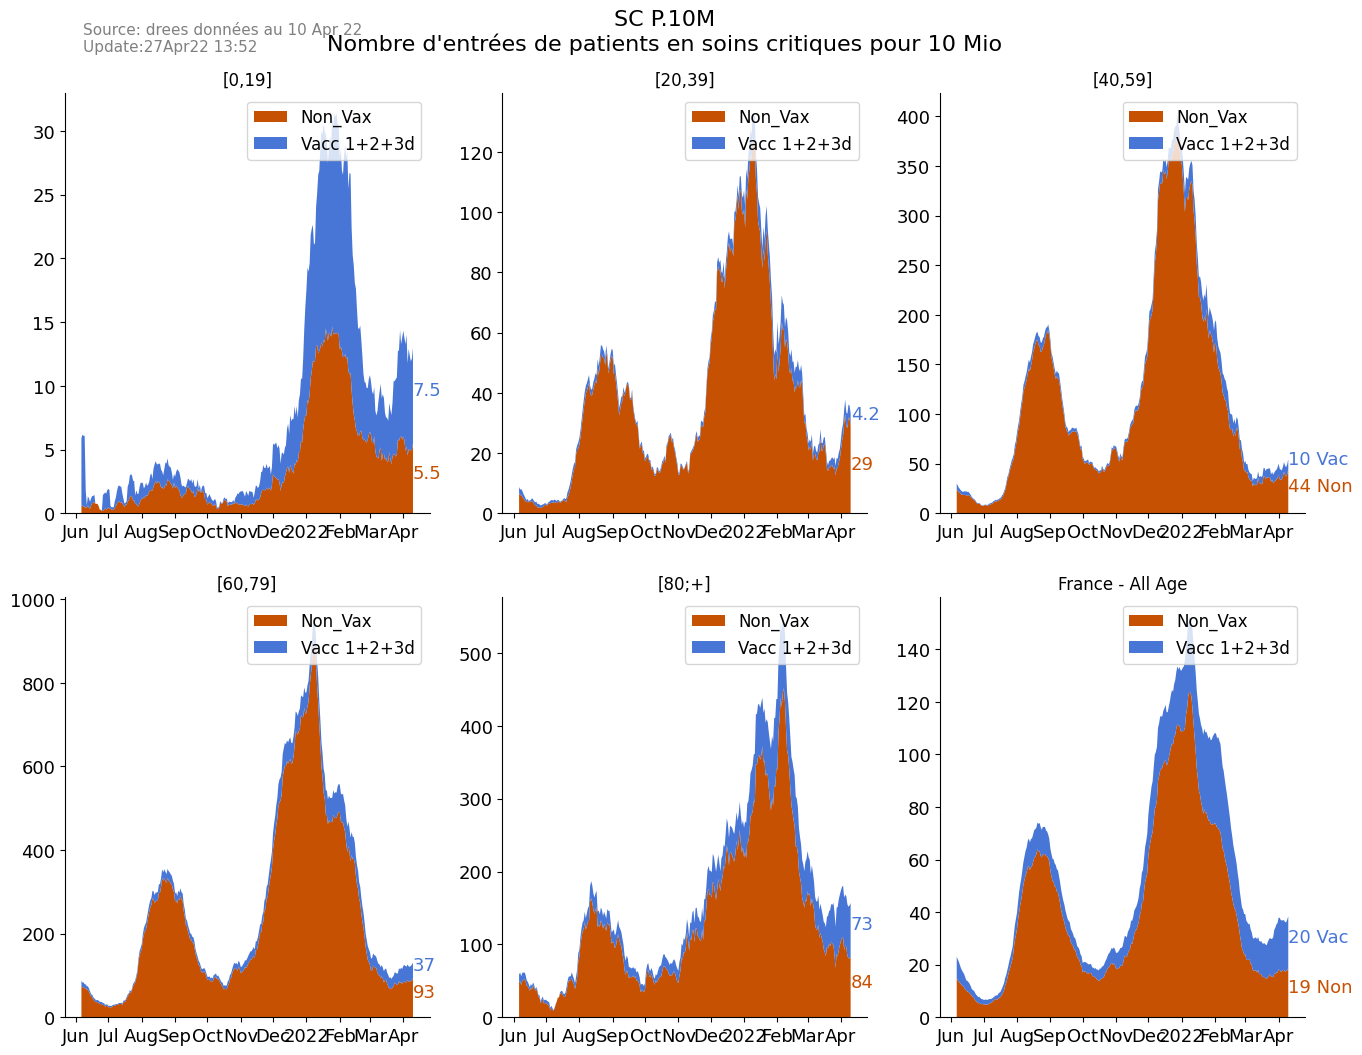 SC P.10M
Source: drees données au 10 Apr 22
Update:27Apr22 13:52
Nombre d'entrées de patients en soins critiques pour 10 Mio
[0,19]
Non_Vax
Vacc 1+2+3d
30
25
20
15
10
5
0
7.5
5.5
Jun Jul Aug Sep Oct Nov Dec 2022 Feb Mar Apr
[20,39]
Non_Vax
Vacc 1+2+3d
120
100
80
60
40
20
0
4.2
29
Jun Jul Aug Sep Oct Nov Dec 2022 Feb Mar Apr
[40,59]
Non_Vax
Vacc 1+2+3d
400
350
300
250
200
150
100
50
0
10 Vac
44 Non
Jun Jul Aug Sep Oct Nov Dec 2022 Feb Mar Apr
[60,79]
Non_Vax
Vacc 1+2+3d
1000
800
600
400
200
0
37
93
Jun Jul Aug Sep Oct Nov Dec 2022 Feb Mar Apr
[80;+]
Non_Vax
Vacc 1+2+3d
500
400
300
200
100
0
73
84
Jun Jul Aug Sep Oct Nov Dec 2022 Feb Mar Apr
France - All Age
Non_Vax
Vacc 1+2+3d
140
120
100
80
60
40
20
0
20 Vac
19 Non
Jun Jul Aug Sep Oct Nov Dec 2022 Feb Mar Apr